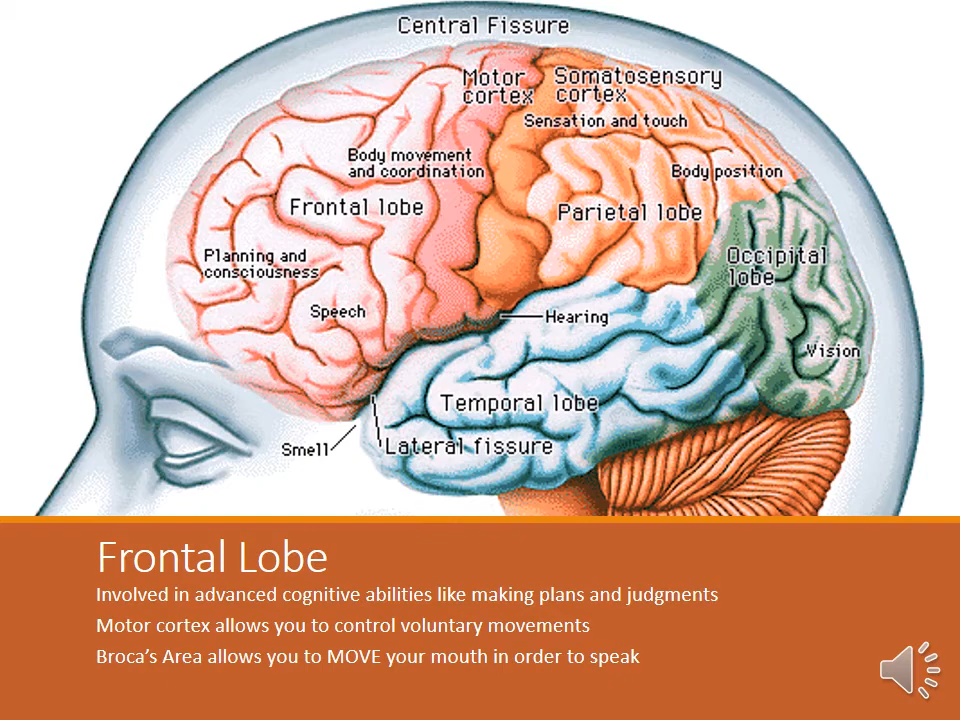 Central Fissure
Motor
cortex
Somatosensory
cortex
Sensation and touch
Body movement
and coordination
Body position
Frontal lobe
Parietal lobe
Planning and
consciousness
Occipital
lobe
Speech
Hearing
Vision
Temporal lobe
Smell
Lateral fissure
Frontal Lobe
Involved in advanced cognitive abilities like making plans and judgments
Motor cortex allows you to control voluntary movements
Broca’s Area allows you to MOVE your mouth in order to speak